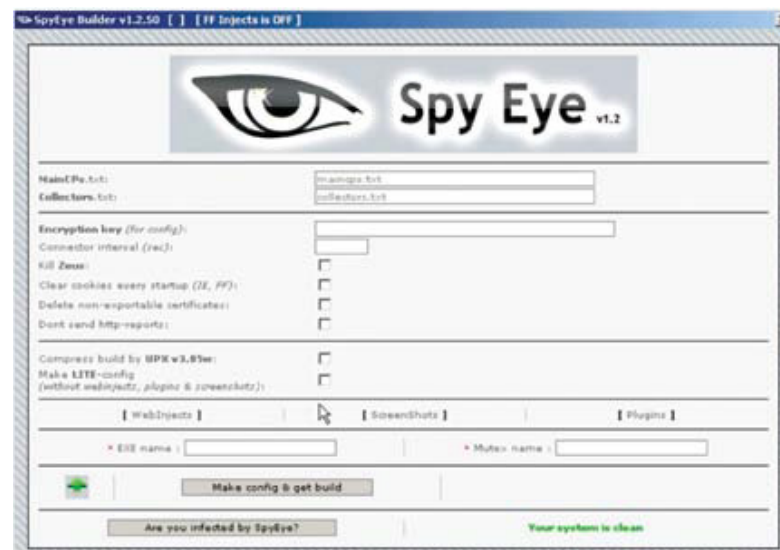 SpyEye Builder v1.2.50 [ ] [ FF Injects is OFF ]
Spy Eye v1.2
MainCPs.txt: maincps.txt
Collectors.txt: collectors.txt
Encryption key (for config):
Connector interval (sec):
Kill Zeus:
Clear cookies every startup (IE, FF):
Delete non-exportable certificates:
Dont send http-reports:
Compress build by UPX v3.05w:
Make LITE-config
(without webinjects, plugins & screenshots):
[ WebInjects ] [ ScreenShots ] [ Plugins ]
* EXE name : * Mutex name :
Make config & get build
Are you infected by SpyEye? Your system is clean